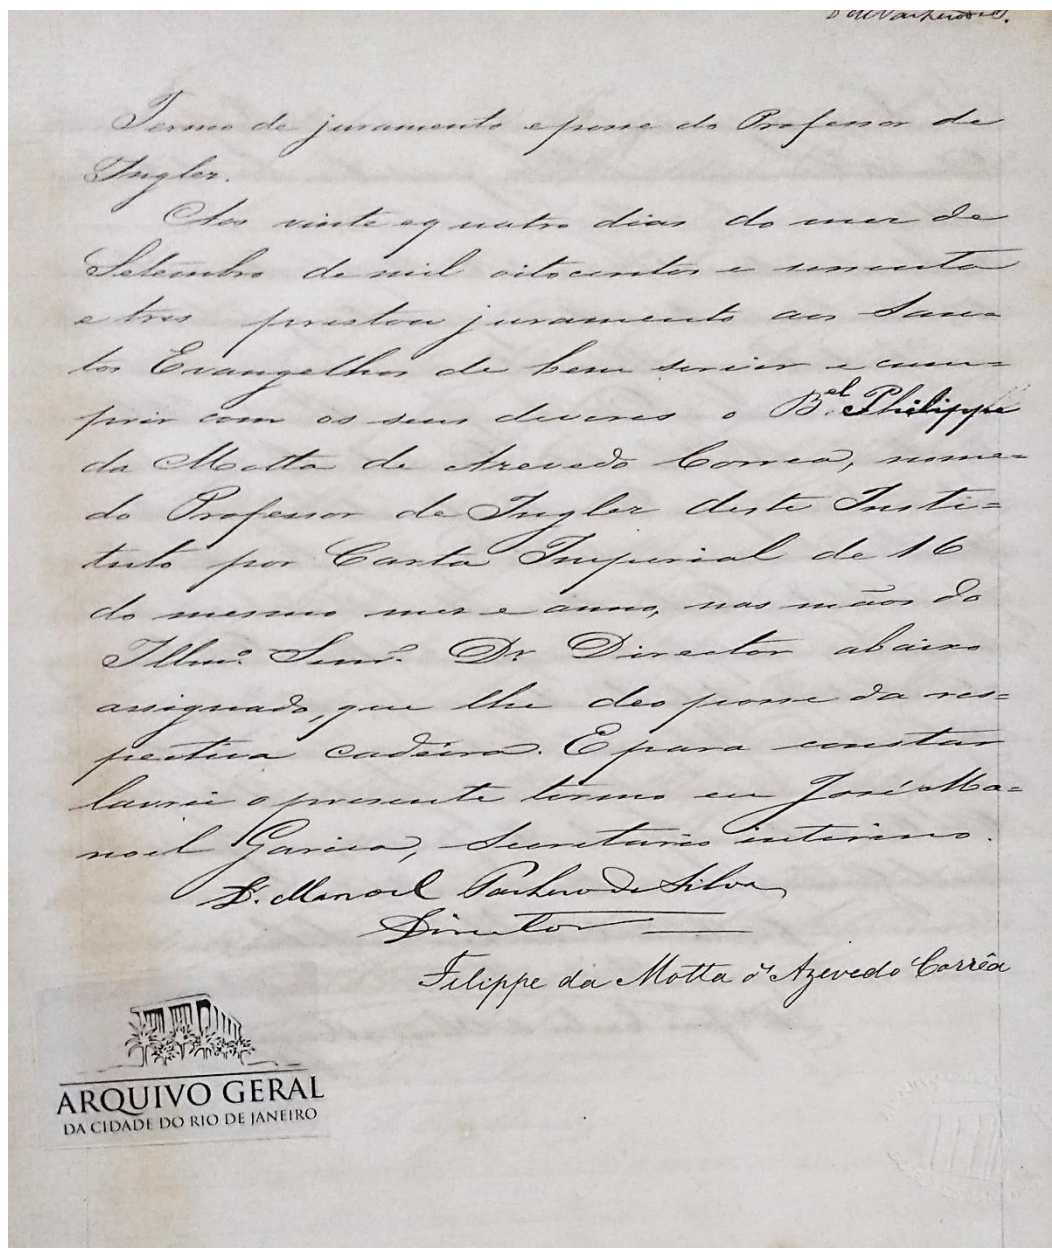 Termo de juramento e posse do Professor de
Inglez.
Aos vinte e quatro dias do mez de
Setembro de mil oitocentos e sessenta
e tres prestou juramento aos San-
tos Evangelhos de bem servir e cum-
prir com os seus deveres o B.el Philippe
da Motta de Azevedo Correa, nomea-
do Professor de Inglez deste Insti-
tuto por Carta Imperial de 16
do mesmo mez e anno, nas mãos do
Illmo. Snr. Dr Director abaixo
assignado, que lhe deo posse da res-
pectiva cadeira. E para constar
lavrei o presente termo eu José Ma-
noel Garcia, Secretario interino.
Dr. Manoel Pacheco da Silva
Director
Filippe da Motta d'Azevedo Corrêa
ARQUIVO GERAL
DA CIDADE DO RIO DE JANEIRO